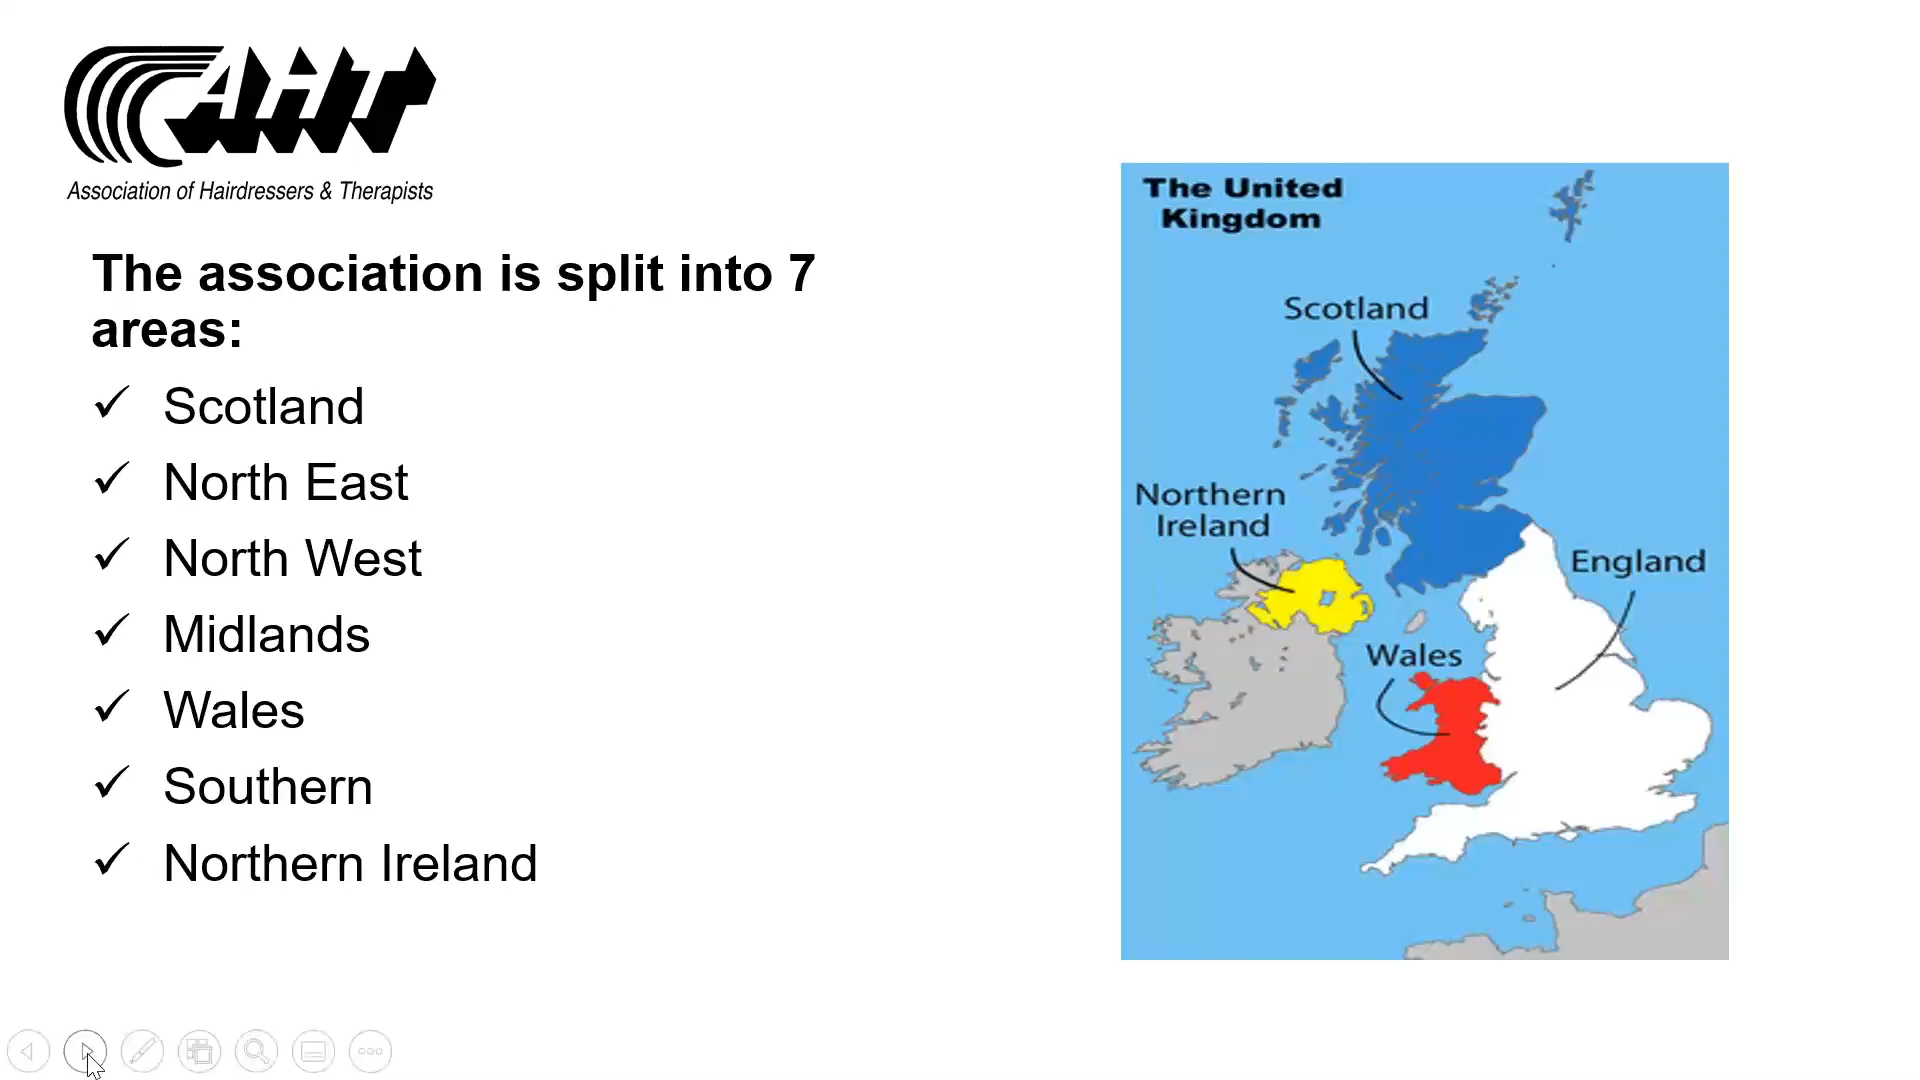 AHT
Association of Hairdressers & Therapists
The association is split into 7
areas:
✓ Scotland
✓ North East
✓ North West
✓ Midlands
✓ Wales
✓ Southern
✓ Northern Ireland
The United
Kingdom
Scotland
Northern
Ireland
England
Wales